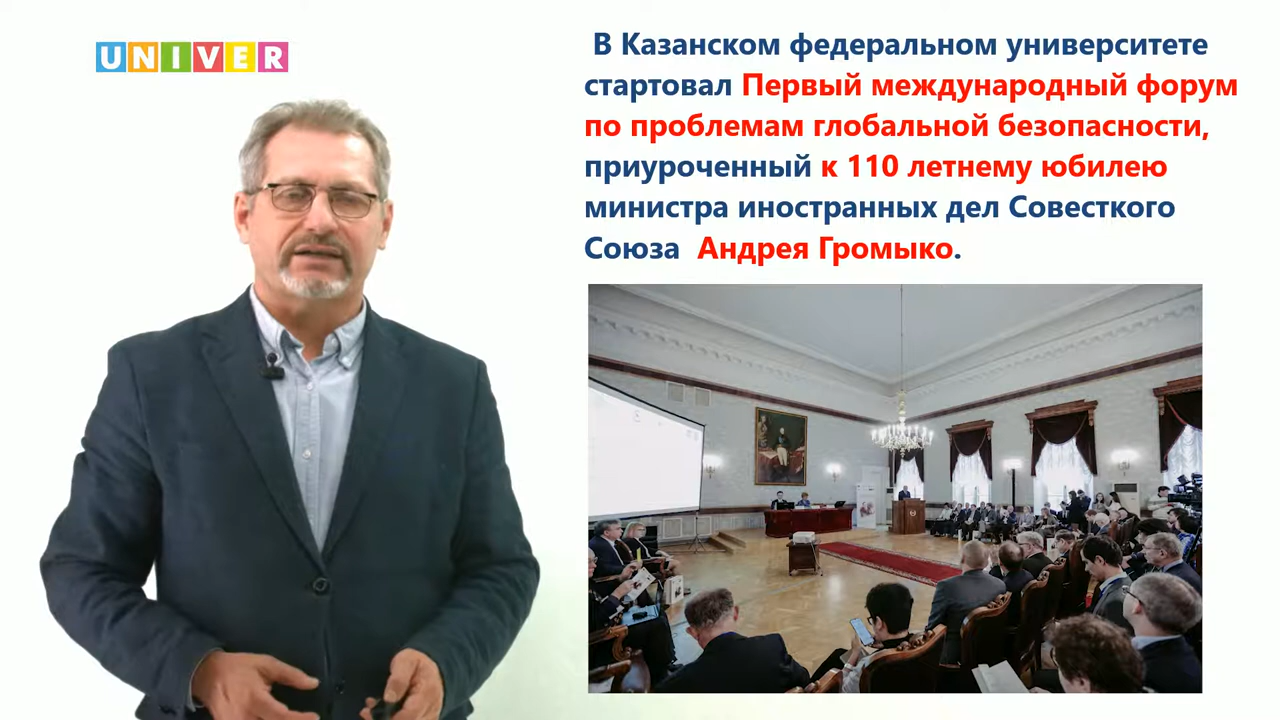 UNIVER
В Казанском федеральном университете
стартовал Первый международный форум
по проблемам глобальной безопасности,
приуроченный к 110 летнему юбилею
министра иностранных дел Совесткого
Союза Андрея Громыко.